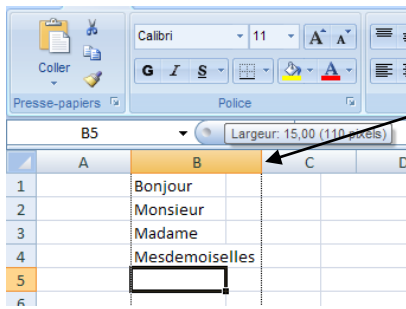 Calibri 11 A A
Coller
G I S A
Presse-papiers Police
B5 Largeur: 15,00 (110 pixels)
A B C D
1 Bonjour
2 Monsieur
3 Madame
4 Mesdemoiselles
5
6